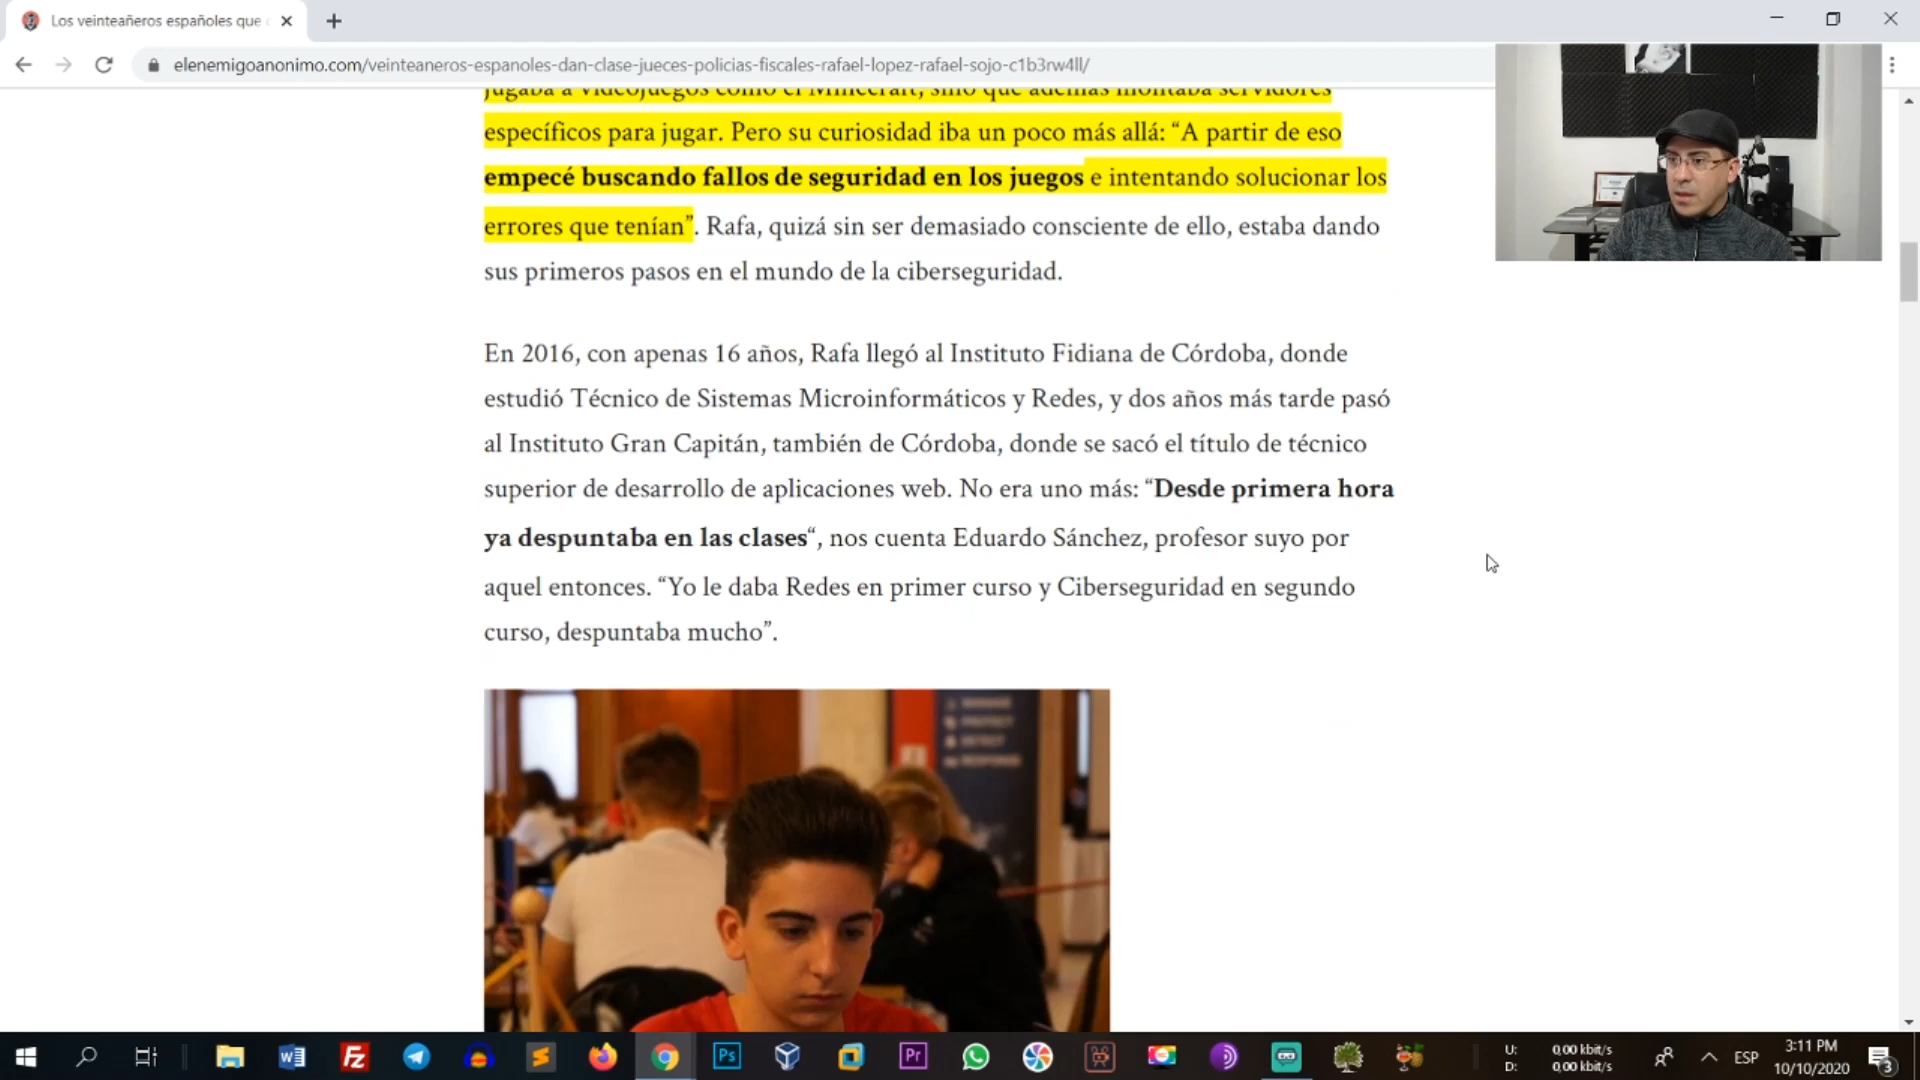 Los veinteañeros españoles que
elenemigoanonimo.com/veinteaneros-espanoles-dan-clase-jueces-policias-fiscales-rafael-lopez-rafael-sojo-c1b3rw4ll/
jugaba a videojuegos como el Minecraft, sino que además montaba servidores
específicos para jugar. Pero su curiosidad iba un poco más allá: “A partir de eso
empecé buscando fallos de seguridad en los juegos e intentando solucionar los
errores que tenían”. Rafa, quizá sin ser demasiado consciente de ello, estaba dando
sus primeros pasos en el mundo de la ciberseguridad.
En 2016, con apenas 16 años, Rafa llegó al Instituto Fidiana de Córdoba, donde
estudió Técnico de Sistemas Microinformáticos y Redes, y dos años más tarde pasó
al Instituto Gran Capitán, también de Córdoba, donde se sacó el título de técnico
superior de desarrollo de aplicaciones web. No era uno más: “Desde primera hora
ya despuntaba en las clases“, nos cuenta Eduardo Sánchez, profesor suyo por
aquel entonces. “Yo le daba Redes en primer curso y Ciberseguridad en segundo
curso, despuntaba mucho”.
Fz
Ps
Pr
U: 0,00 kbit/s
D: 0,00 kbit/s
ESP
3:11 PM
10/10/2020
3